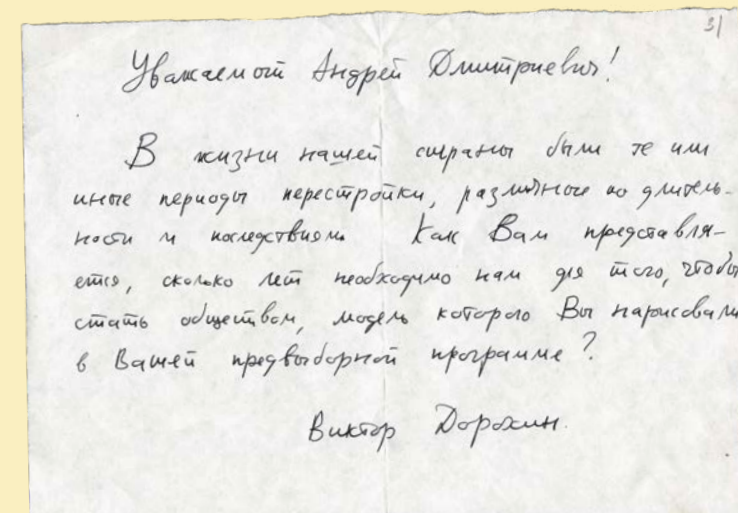 31
Уважаемый Андрей Дмитриевич!
В жизни нашей страны были те или
иные периоды перестройки, различные по длитель-
ности и последствиям. Как Вам представля-
ется, сколько лет необходимо нам для того, чтобы
стать обществом, модель которого Вы нарисовали
в Вашей предвыборной программе?
Виктор Дорохин.